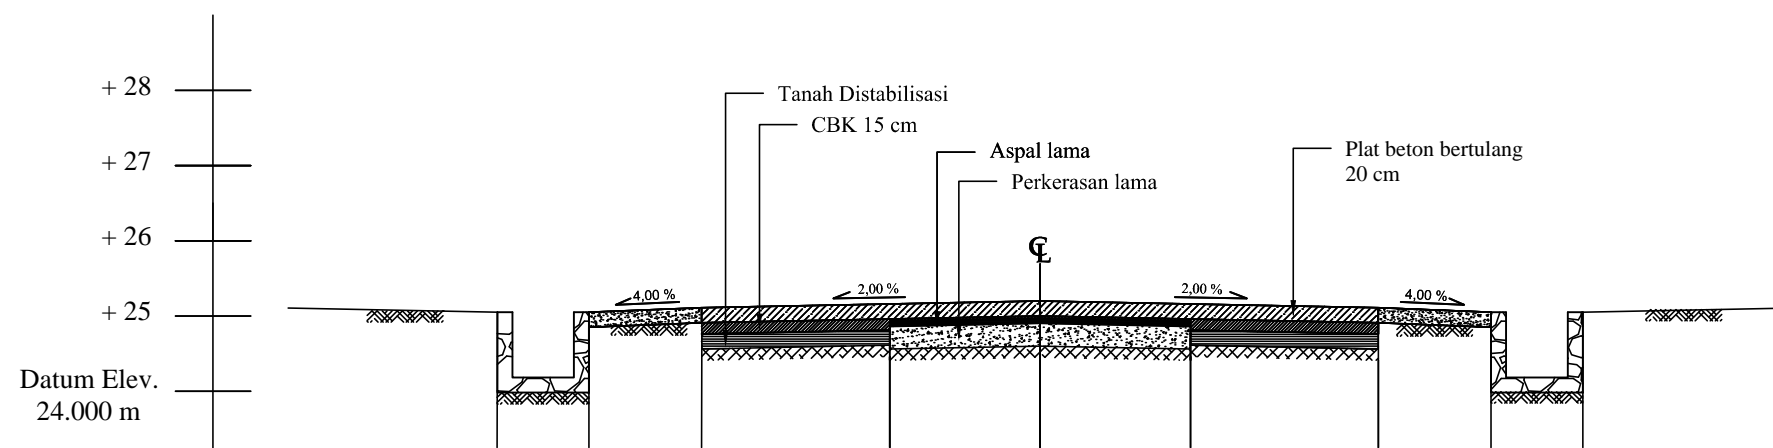 + 28
Tanah Distabilisasi
CBK 15 cm
+ 27
Aspal lama
Perkerasan lama
Plat beton bertulang
20 cm
+ 26
CL
4,00 %
2,00 %
2,00 %
4,00 %
+ 25
Datum Elev.
24.000 m